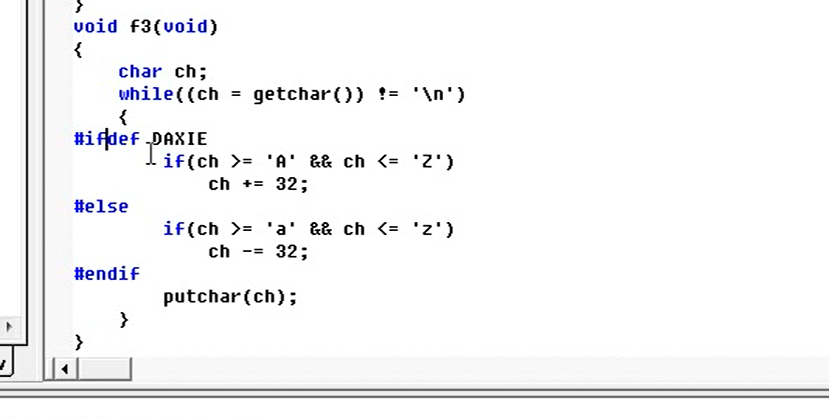 }
void f3(void)
{
    char ch;
    while((ch = getchar()) != '\n')
    {
#ifdef DAXIE
        if(ch >= 'A' && ch <= 'Z')
            ch += 32;
#else
        if(ch >= 'a' && ch <= 'z')
            ch -= 32;
#endif
        putchar(ch);
    }
}